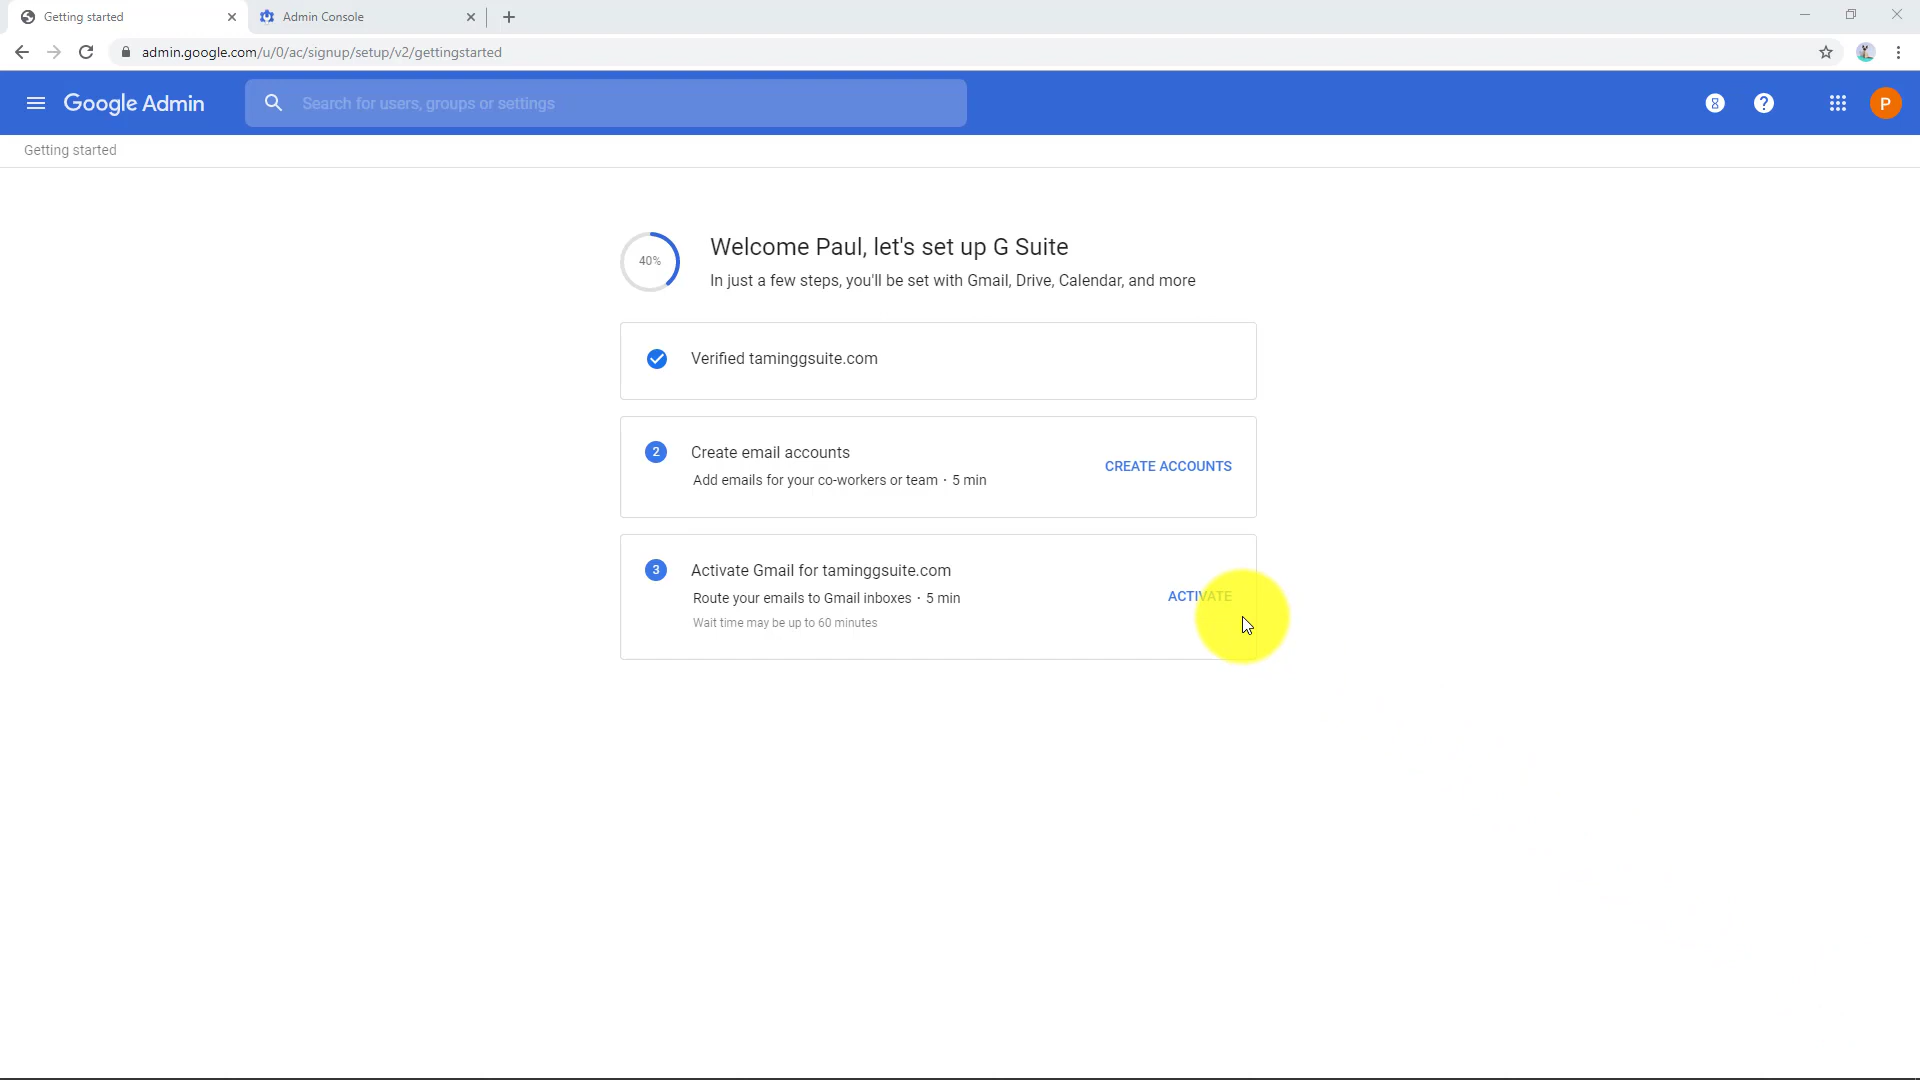 Getting started
Admin Console
admin.google.com/u/0/ac/signup/setup/v2/gettingstarted
Google Admin
Search for users, groups or settings
P
Getting started
40%
Welcome Paul, let's set up G Suite
In just a few steps, you'll be set with Gmail, Drive, Calendar, and more
Verified taminggsuite.com
2
Create email accounts
Add emails for your co-workers or team · 5 min
CREATE ACCOUNTS
3
Activate Gmail for taminggsuite.com
Route your emails to Gmail inboxes · 5 min
Wait time may be up to 60 minutes
ACTIVATE